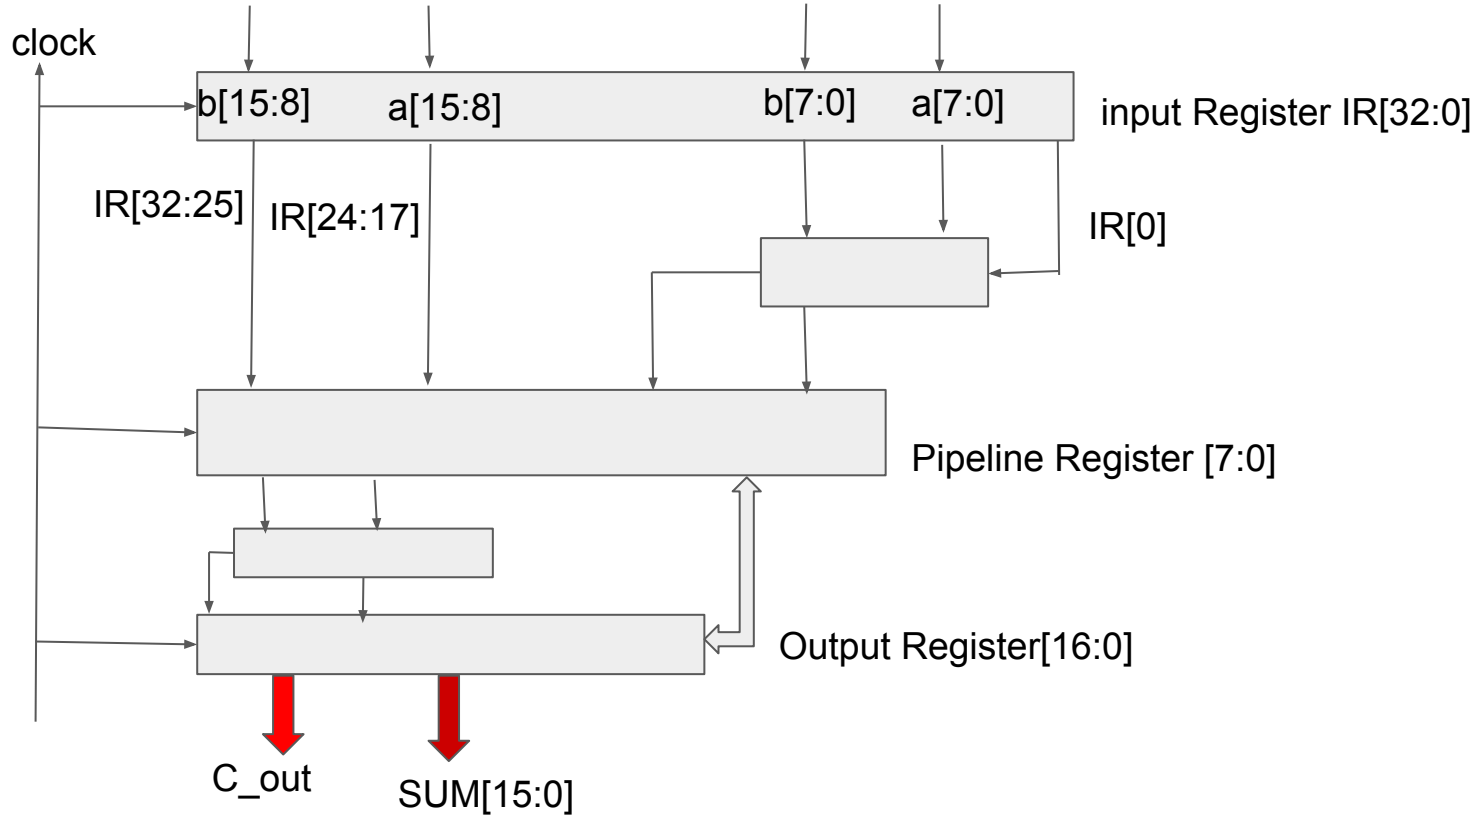 clock
b[15:8]
a[15:8]
b[7:0]
a[7:0]
input Register IR[32:0]
IR[32:25]
IR[24:17]
IR[0]
Pipeline Register [7:0]
Output Register[16:0]
C_out
SUM[15:0]